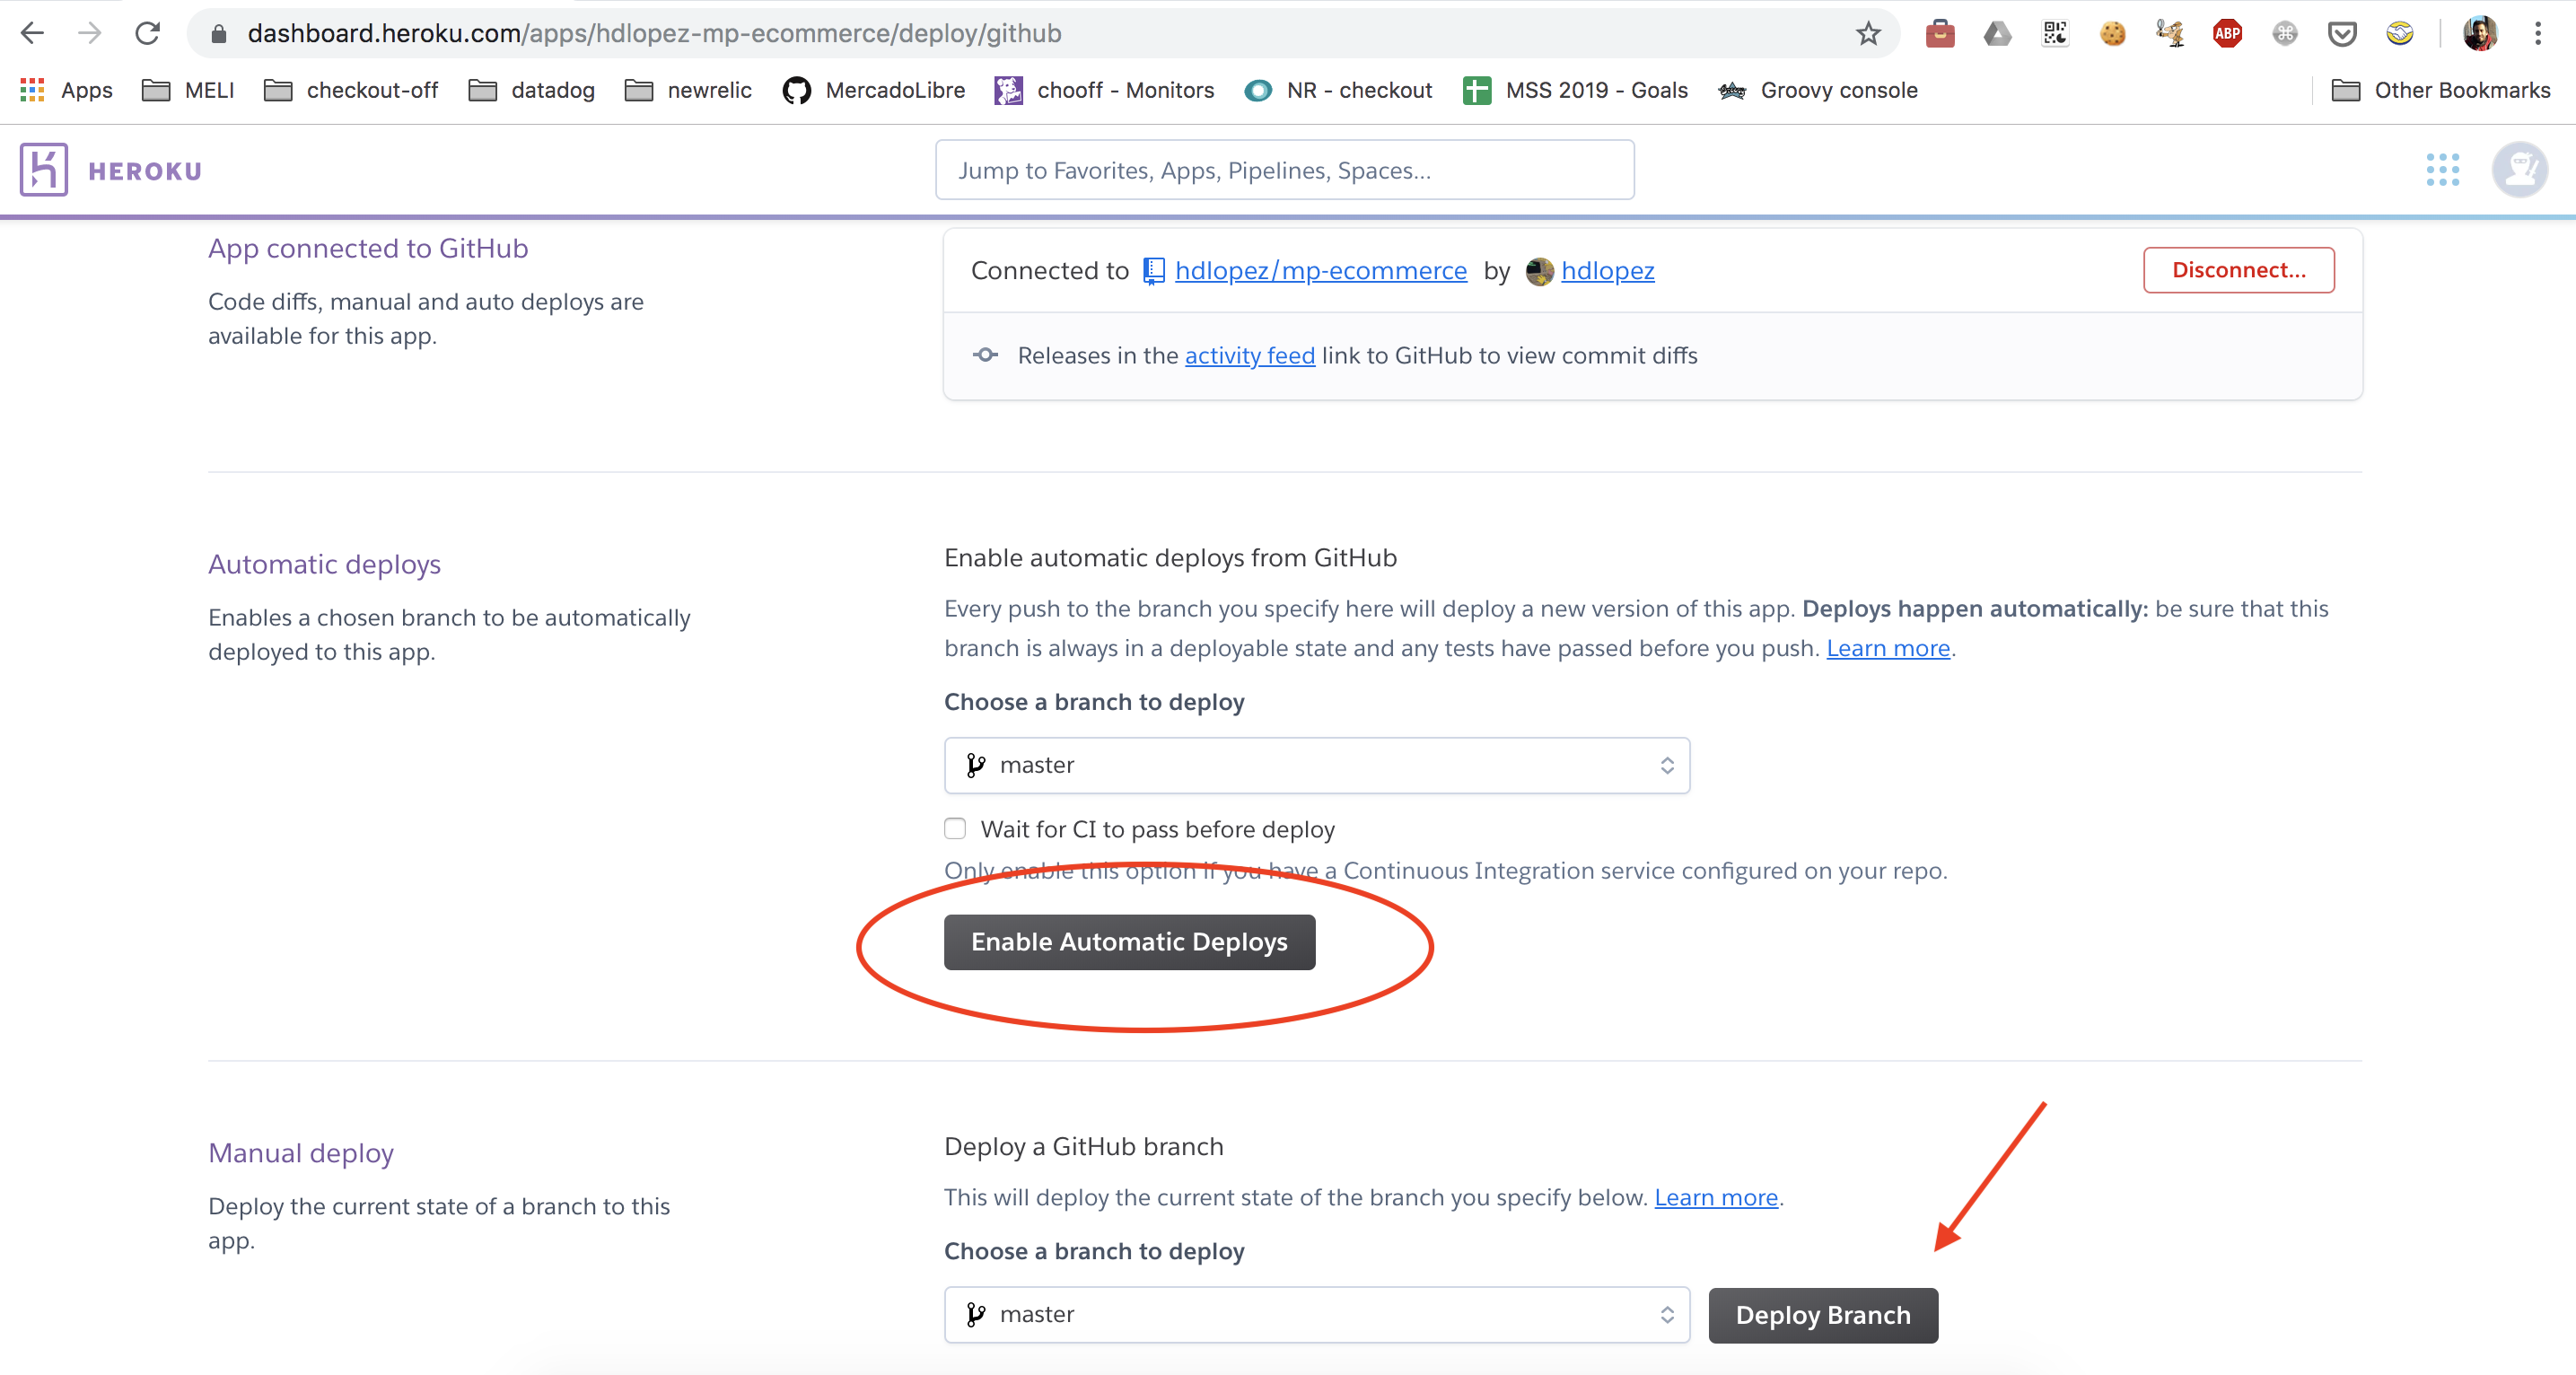 dashboard.heroku.com/apps/hdlopez-mp-ecommerce/deploy/github
ABP
Apps MELI checkout-off datadog newrelic MercadoLibre chooff - Monitors NR - checkout MSS 2019 - Goals Groovy console Other Bookmarks
HEROKU
Jump to Favorites, Apps, Pipelines, Spaces...
App connected to GitHub
Code diffs, manual and auto deploys are
available for this app.
Connected to hdlopez/mp-ecommerce by hdlopez
Disconnect...
Releases in the activity feed link to GitHub to view commit diffs
Automatic deploys
Enables a chosen branch to be automatically
deployed to this app.
Enable automatic deploys from GitHub
Every push to the branch you specify here will deploy a new version of this app. Deploys happen automatically: be sure that this
branch is always in a deployable state and any tests have passed before you push. Learn more.
Choose a branch to deploy
master
Wait for CI to pass before deploy
Only enable this option if you have a Continuous Integration service configured on your repo.
Enable Automatic Deploys
Manual deploy
Deploy the current state of a branch to this
app.
Deploy a GitHub branch
This will deploy the current state of the branch you specify below. Learn more.
Choose a branch to deploy
master
Deploy Branch